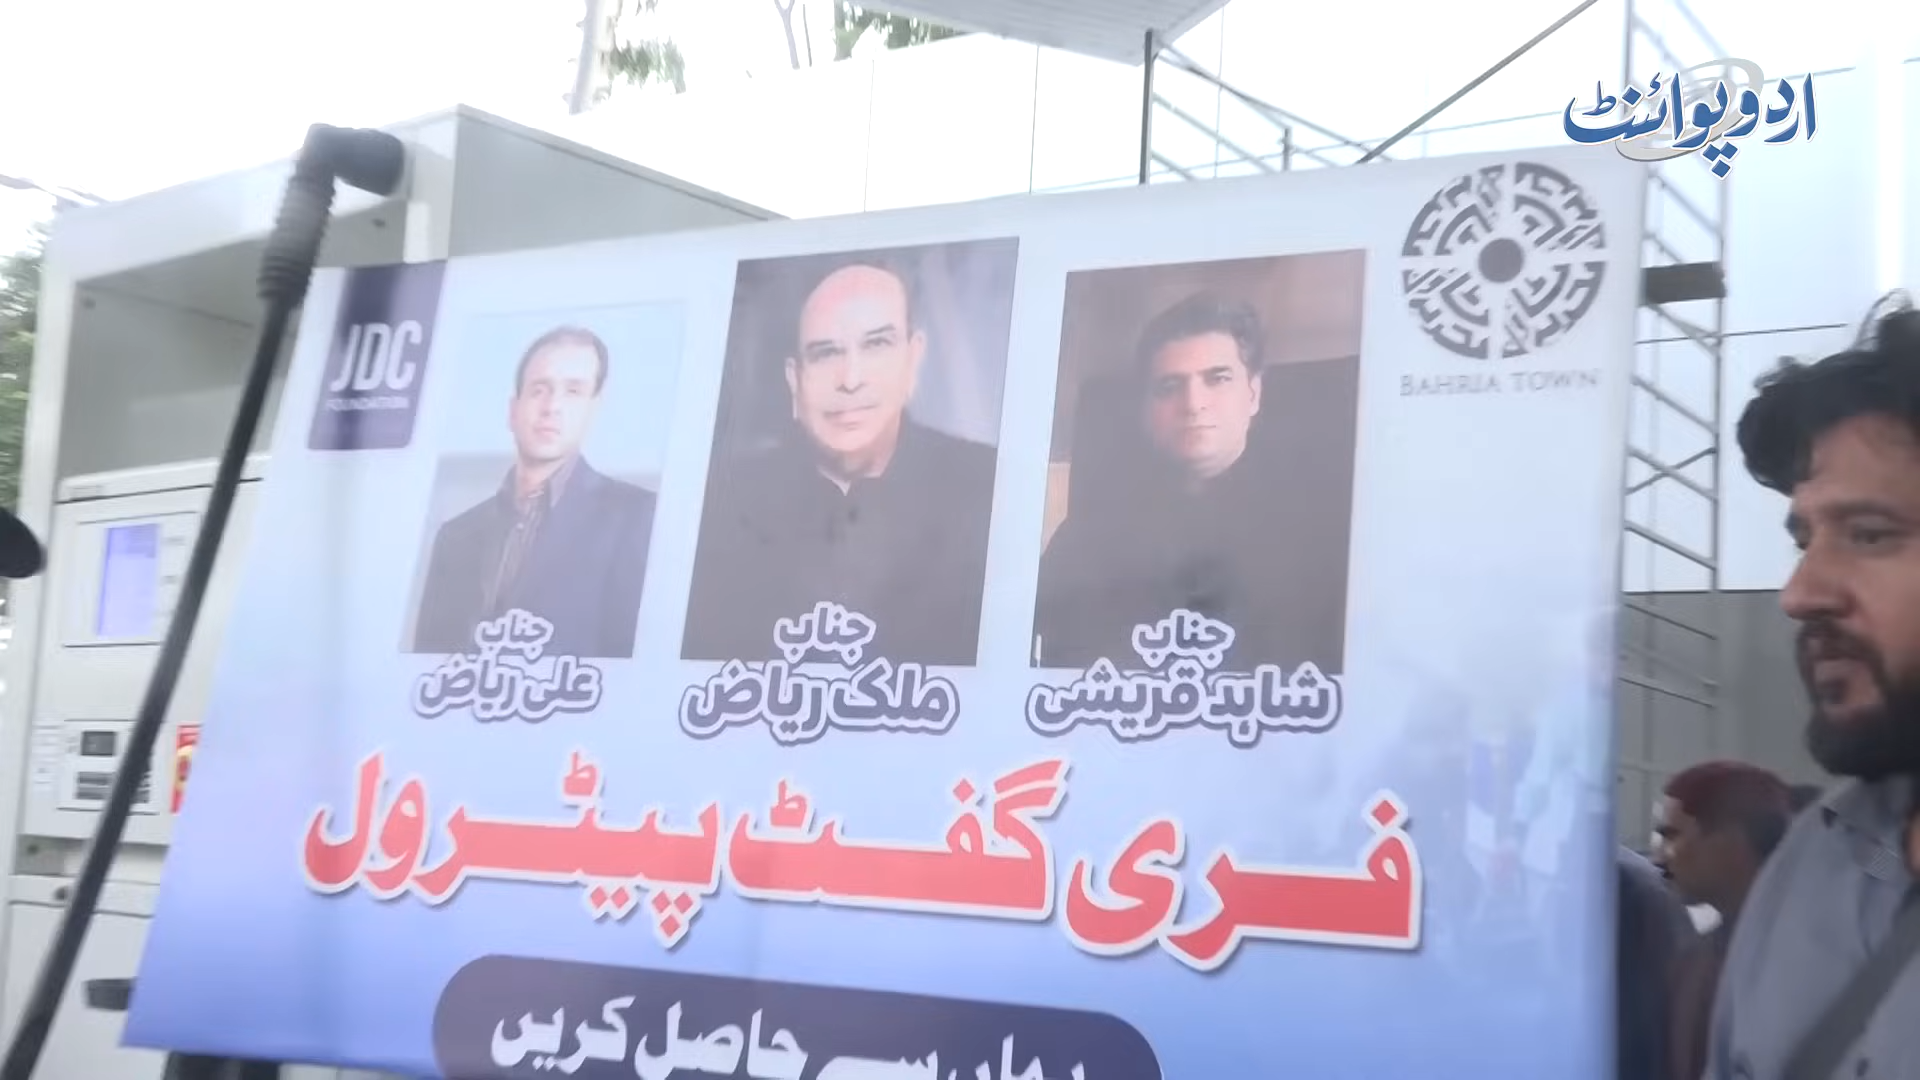 اردو پوائنٹ
JDC
FOUNDATION
BAHRIA TOWN
جناب
شاہد قریشی
جناب
ملک ریاض
جناب
علی ریاض
فری گفٹ پیٹرول
یہاں سے حاصل کریں